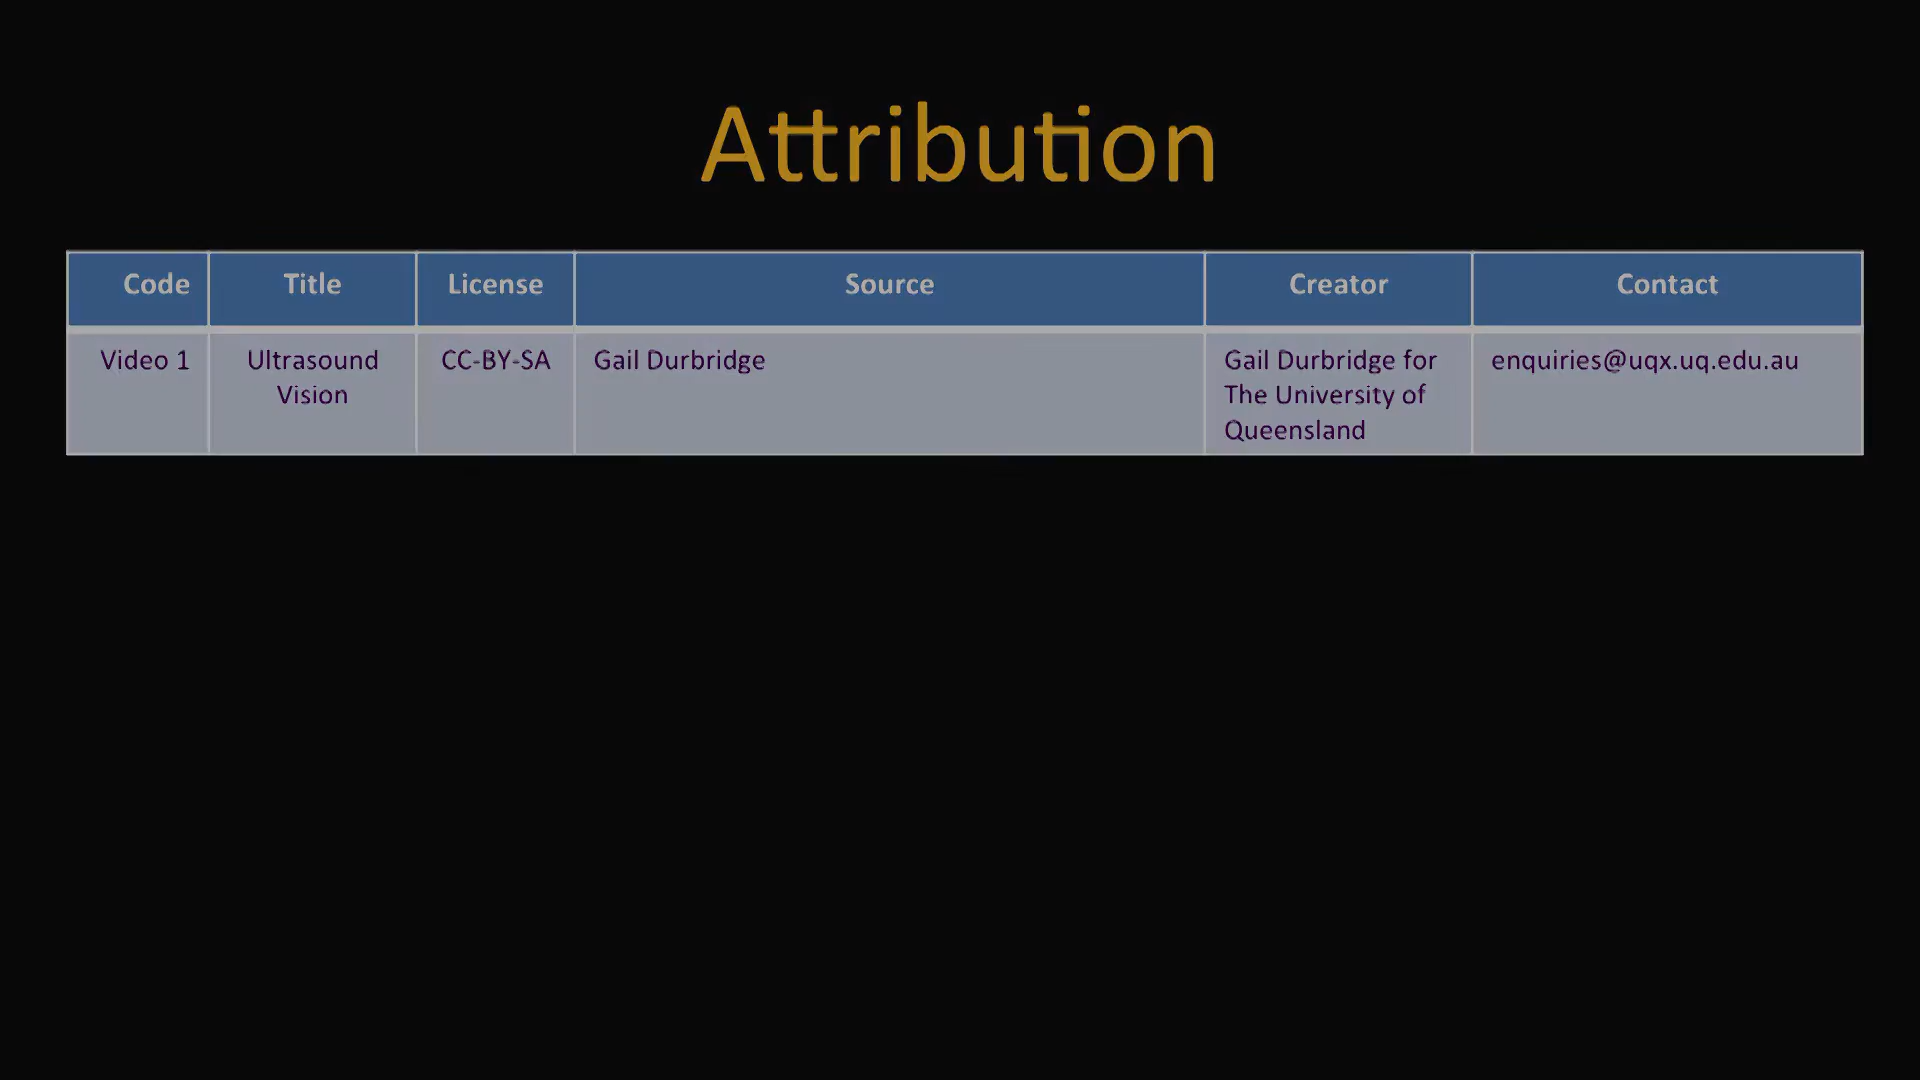 Attribution
Code Title License Source Creator Contact
Video 1 Ultrasound CC-BY-SA Gail Durbridge Gail Durbridge for enquiries@uqx.uq.edu.au
Vision The University of
Queensland